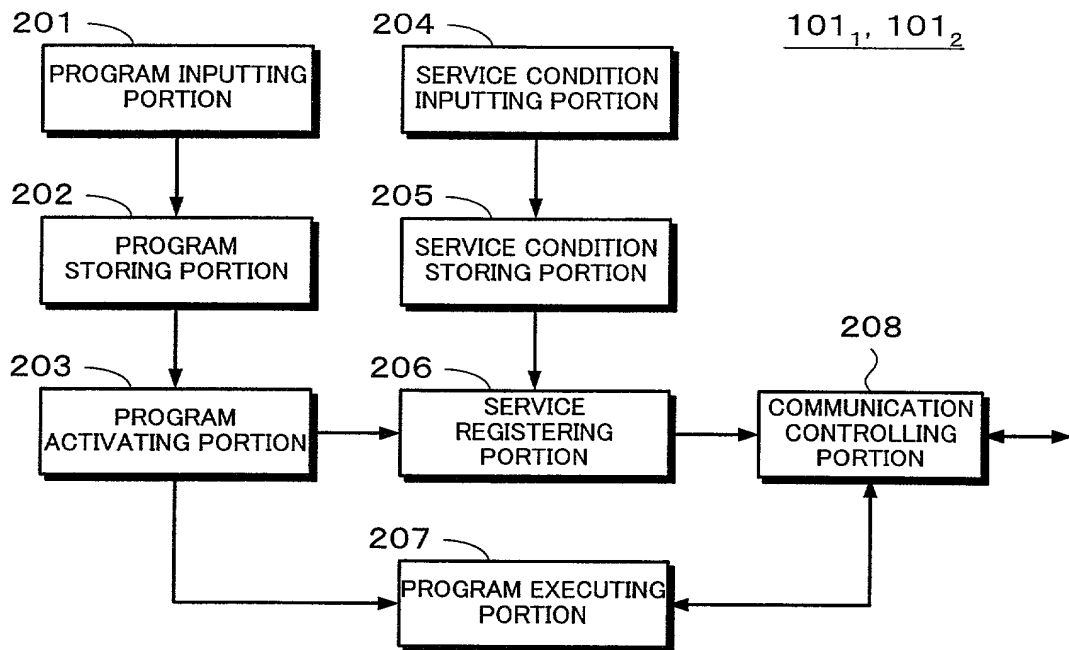 201
PROGRAM INPUTTING
PORTION
204
SERVICE CONDITION
INPUTTING PORTION
101₁, 101₂
202
PROGRAM
STORING PORTION
205
SERVICE CONDITION
STORING PORTION
203
PROGRAM
ACTIVATING PORTION
206
SERVICE
REGISTERING
PORTION
208
COMMUNICATION
CONTROLLING
PORTION
207
PROGRAM EXECUTING
PORTION